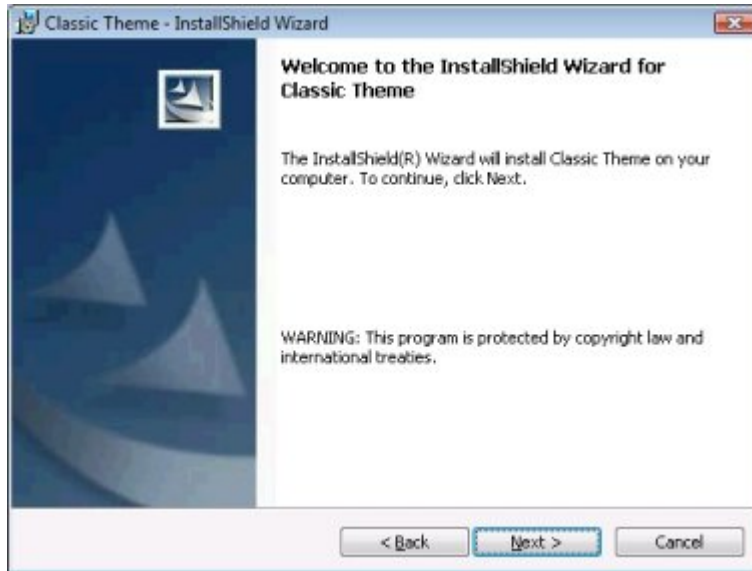 Classic Theme - InstallShield Wizard
Welcome to the InstallShield Wizard for
Classic Theme
The InstallShield(R) Wizard will install Classic Theme on your
computer. To continue, click Next.
WARNING: This program is protected by copyright law and
international treaties.
< Back
Next >
Cancel